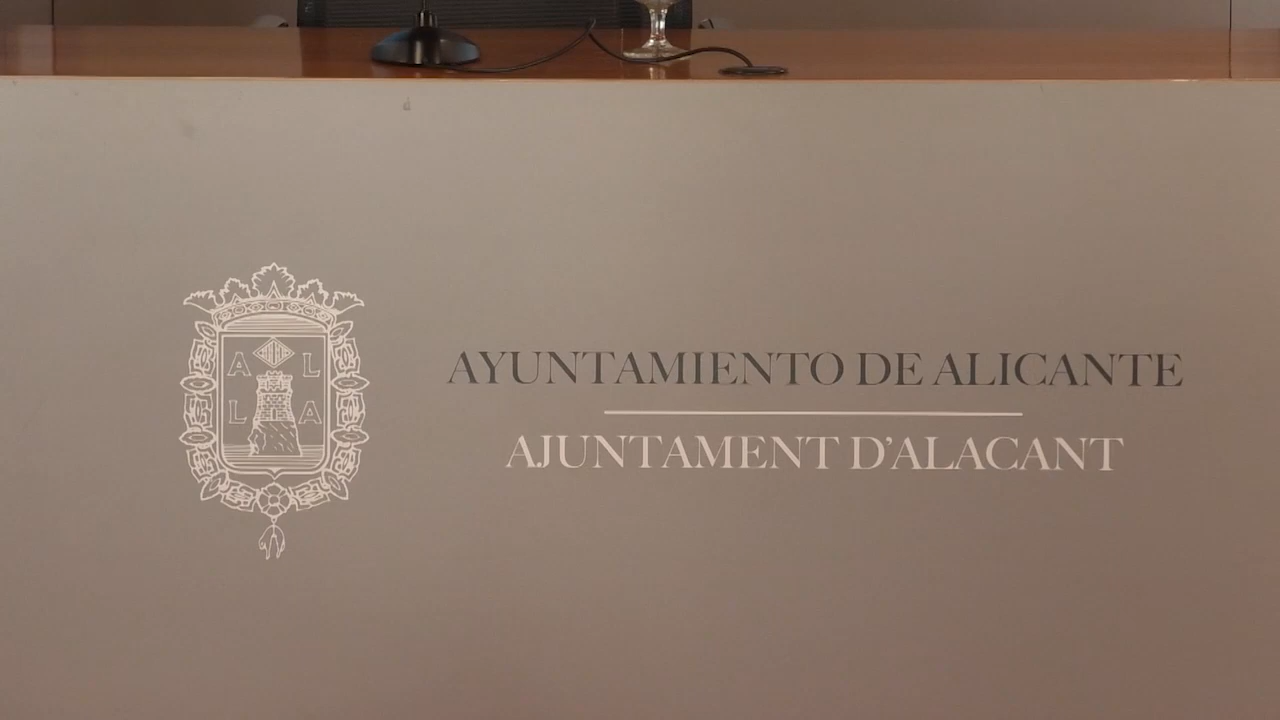 A L
L A
AYUNTAMIENTO DE ALICANTE
AJUNTAMENT D'ALACANT